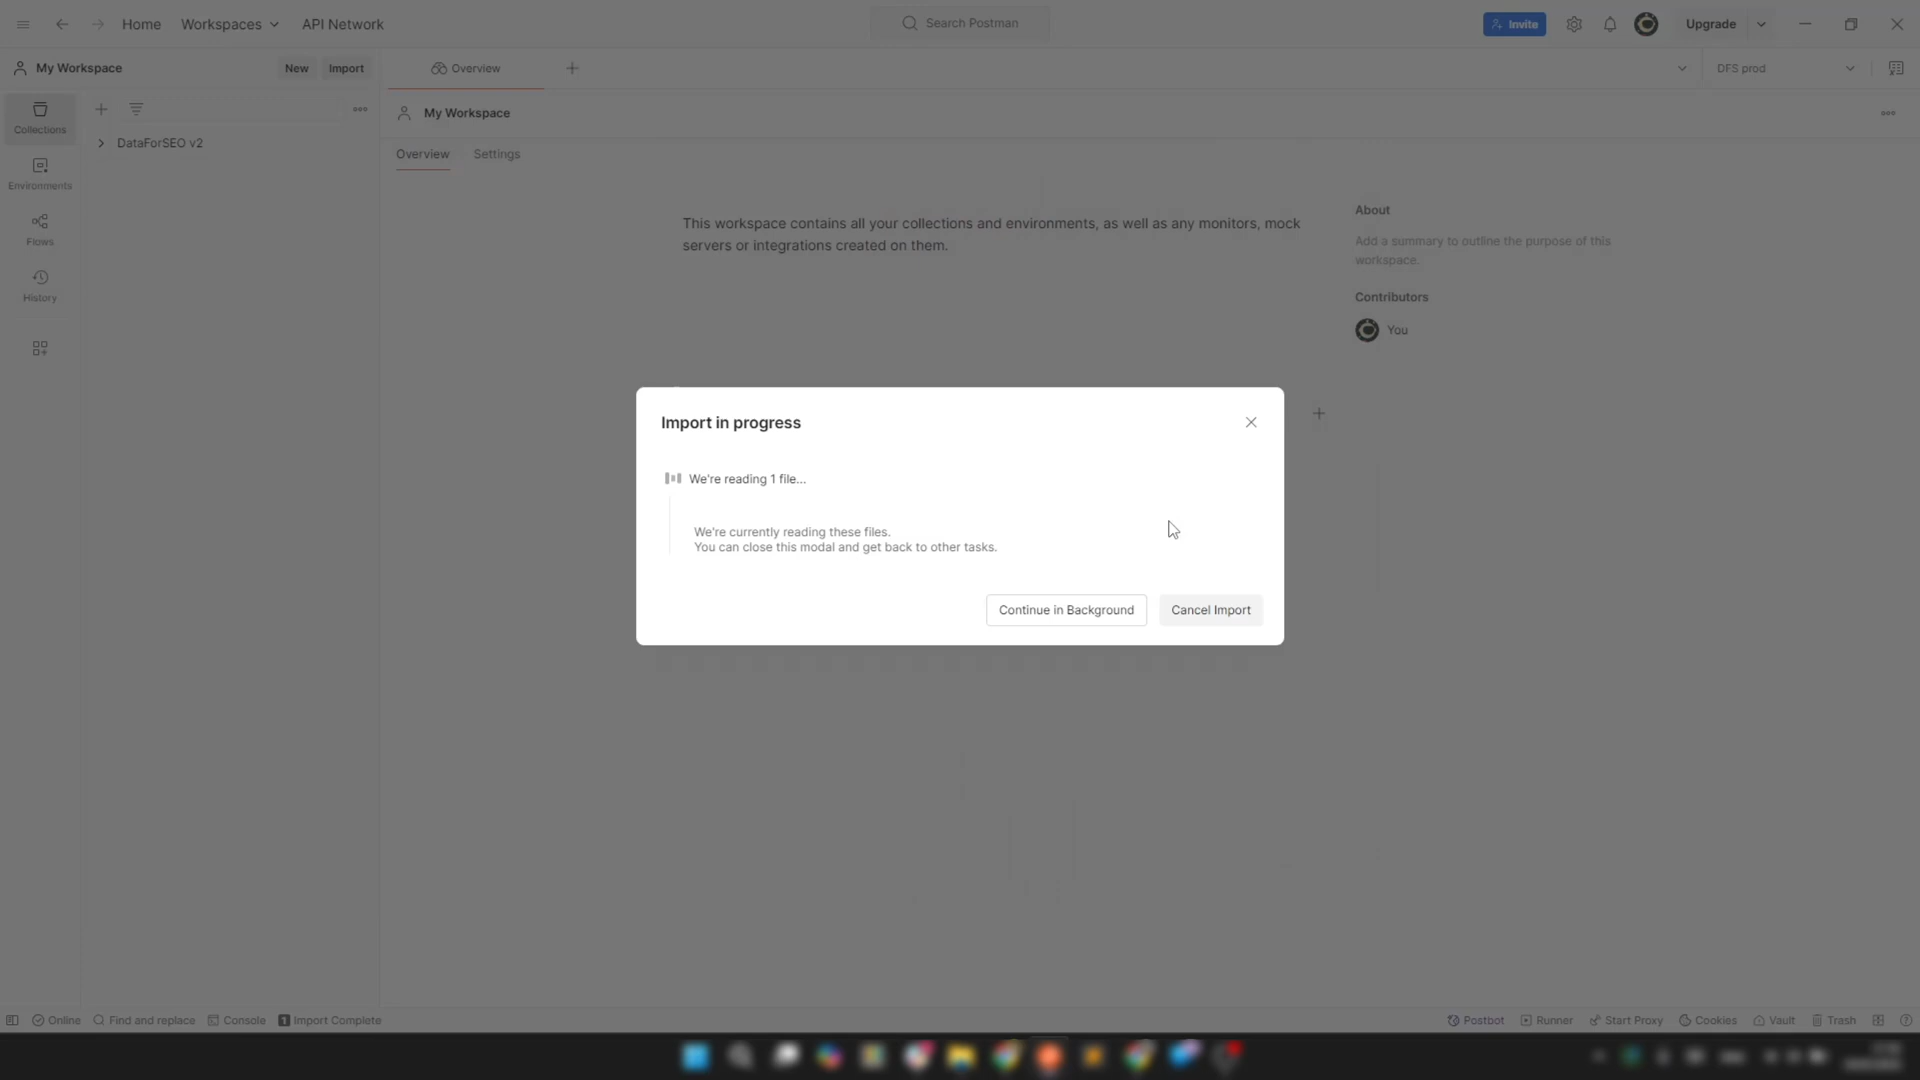 Home Workspaces API Network
Search Postman
Invite
Upgrade
My Workspace
New
Import
Overview
DFS prod
Collections
Environments
Flows
History
DataForSEO v2
My Workspace
Overview
Settings
This workspace contains all your collections and environments, as well as any monitors, mock
servers or integrations created on them.
About
Add a summary to outline the purpose of this
workspace.
Contributors
You
Import in progress
We're reading 1 file...
We're currently reading these files.
You can close this modal and get back to other tasks.
Continue in Background
Cancel Import
Online
Find and replace
Console
1 Import Complete
Postbot
Runner
Start Proxy
Cookies
Vault
Trash